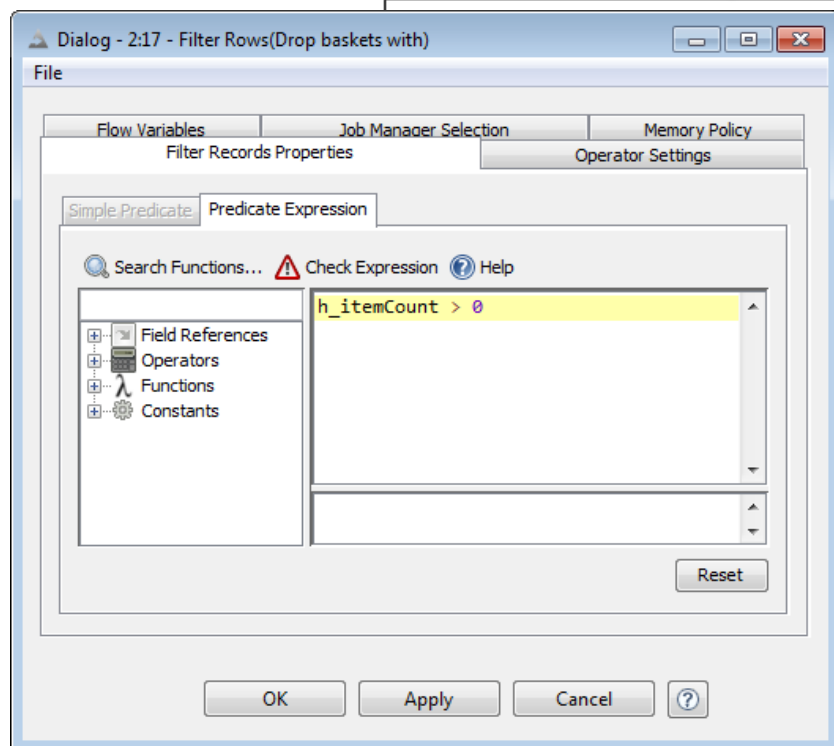 Dialog - 2:17 - Filter Rows(Drop baskets with)
File
Flow Variables Job Manager Selection Memory Policy
Filter Records Properties Operator Settings
Simple Predicate Predicate Expression
Search Functions... Check Expression Help
h_itemCount > 0
Field References
Operators
λ Functions
Constants
Reset
OK Apply Cancel ?